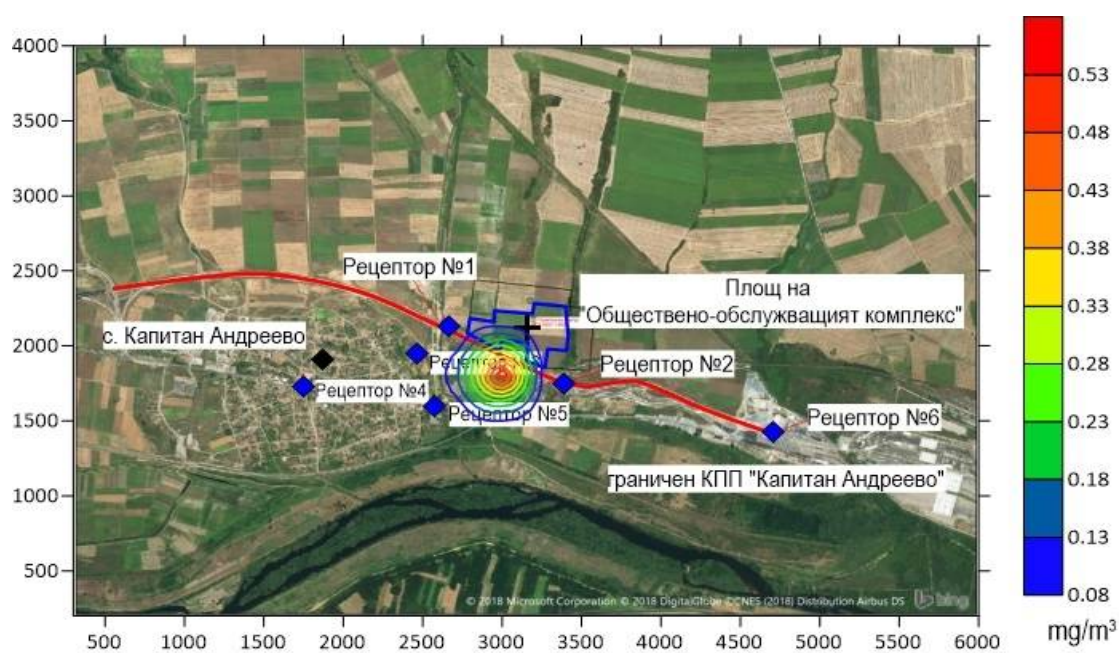 4000
3500
3000
2500
2000
1500
1000
500
500
1000
1500
2000
2500
3000
3500
4000
4500
5000
5500
6000
Рецептор №1
Площ на
"Обществено-обслужващият комплекс"
с. Капитан Андреево
Рецептор №2
Рецептор №4
Рецептор №5
Рецептор №6
граничен КПП "Капитан Андреево"
© 2018 Microsoft Corporation © 2018 DigitalGlobe ©CNES (2018) Distribution Airbus DS
bing
0.53
0.48
0.43
0.38
0.33
0.28
0.23
0.18
0.13
0.08
mg/m³